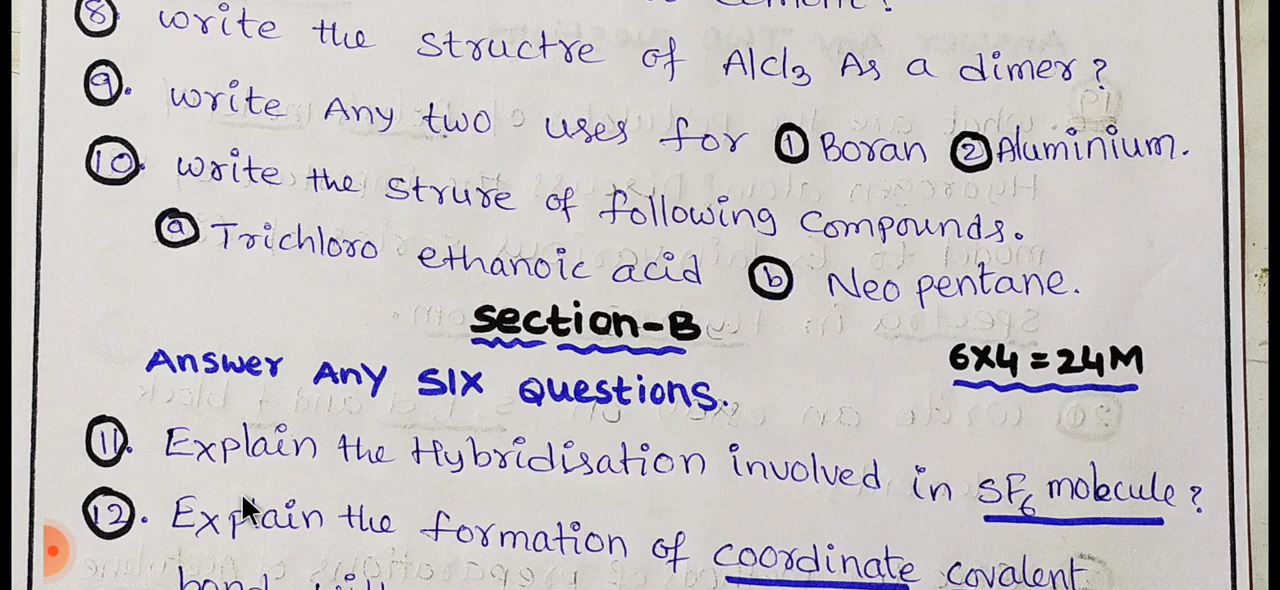 8 write the structre of AlCl3 As a dimer?
9. write Any two uses for 1 Boran 2 Aluminium.
10. write the strure of following compounds.
a Trichloro ethanoic acid b Neo pentane.
section-B
Answer Any SIX Questions. 6X4=24M
11. Explain the Hybridisation involved in SF6 molecule?
12. Explain the formation of coordinate covalent